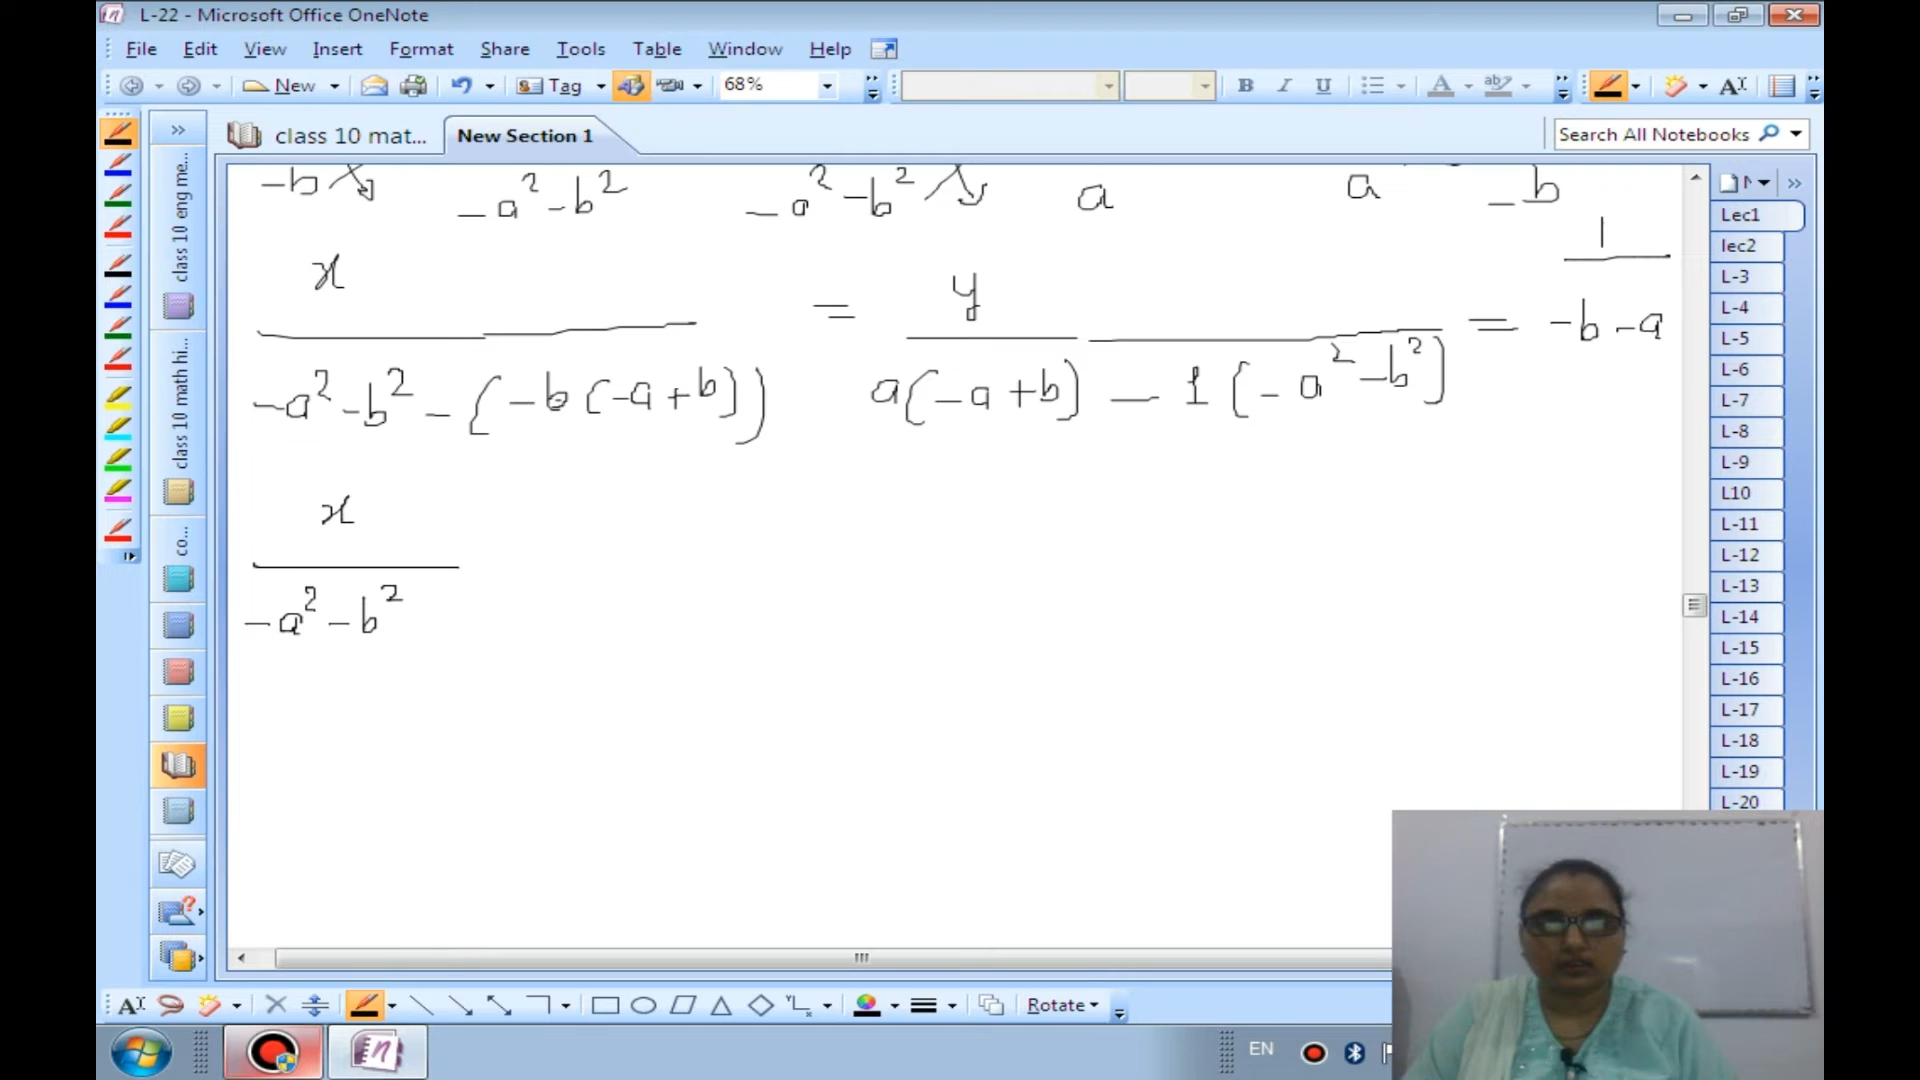 L-22 - Microsoft Office OneNote
File Edit View Insert Format Share Tools Table Window Help
New Tag 68% B I U
class 10 mat... New Section 1 Search All Notebooks
class 10 eng me...
class 10 math hi...
co...
-b -a² -b² -a² -b² a a -b
x = y = 1
-a² -b² -(-b(-a+b)) a(-a+b) - 1(-a² -b²) -b -a
x
-a² -b²
Lec1
lec2
L-3
L-4
L-5
L-6
L-7
L-8
L-9
L10
L-11
L-12
L-13
L-14
L-15
L-16
L-17
L-18
L-19
L-20
Rotate
EN